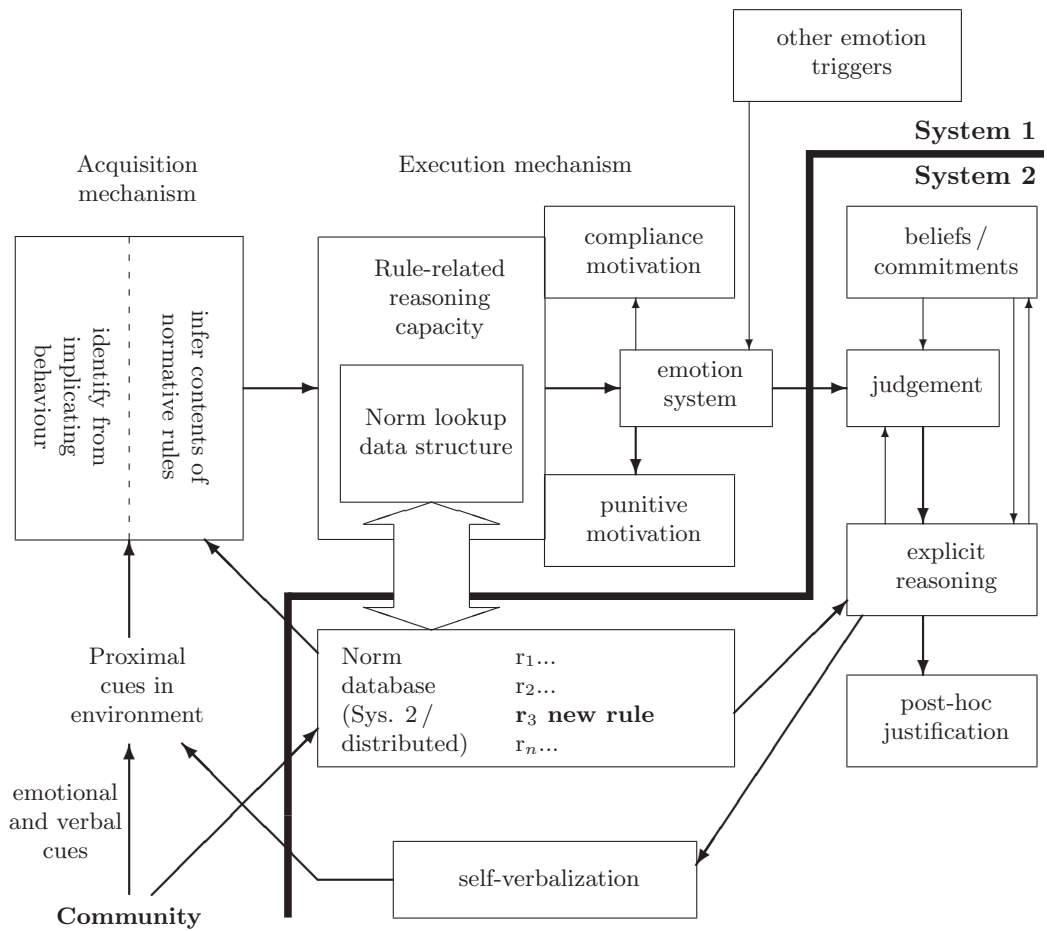 other emotion
triggers
System 1
System 2
Acquisition
mechanism
Execution mechanism
identify from
implicating
behaviour
infer contents of
normative rules
Rule-related
reasoning
capacity
Norm lookup
data structure
compliance
motivation
emotion
system
punitive
motivation
beliefs /
commitments
judgement
explicit
reasoning
post-hoc
justification
Proximal
cues in
environment
Norm
database
(Sys. 2 /
distributed)
r₁...
r₂...
r₃ new rule
rₙ...
emotional
and verbal
cues
self-verbalization
Community